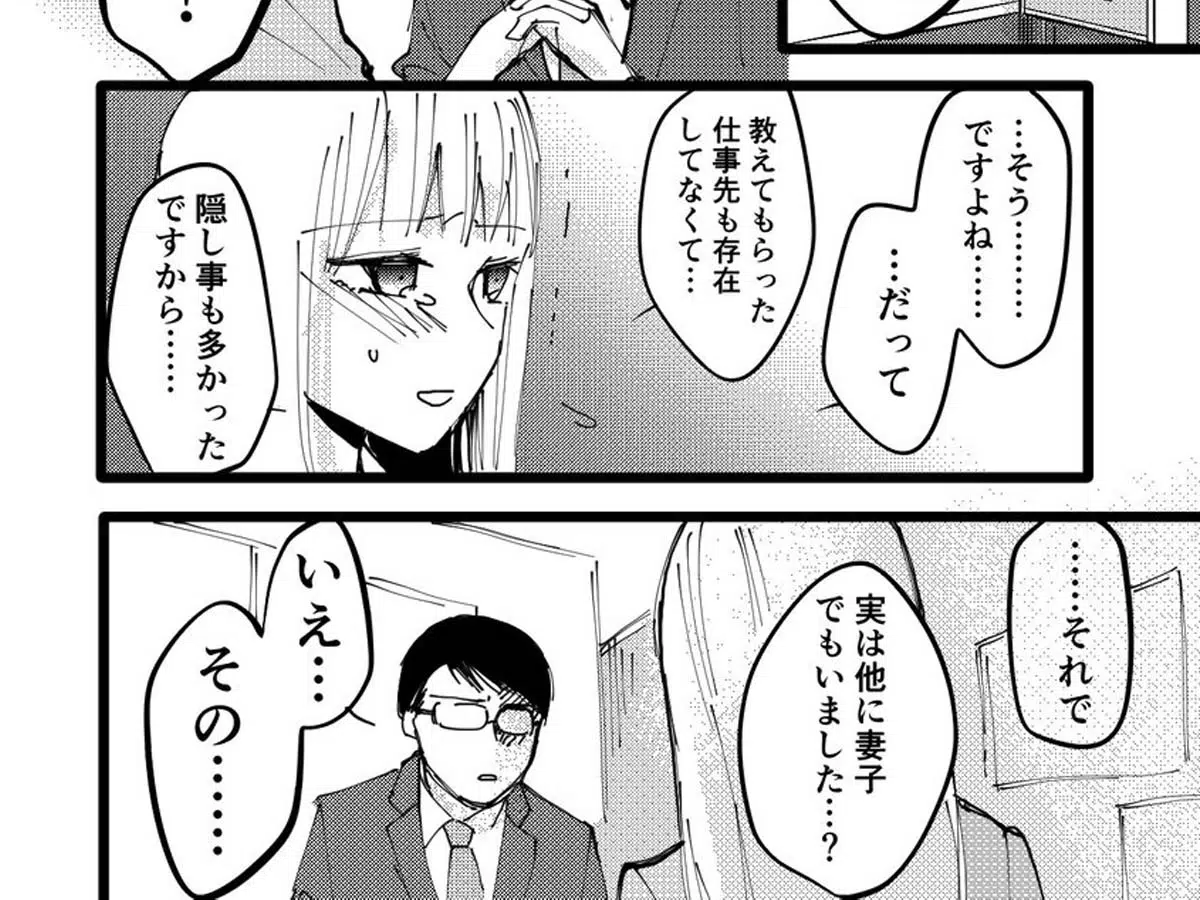 …そう………
ですよね……
…だって
教えてもらった
仕事先も存在
してなくて…
隠し事も多かった
ですから……
……それで
実は他に妻子
でもいました…?
いえ…
その……